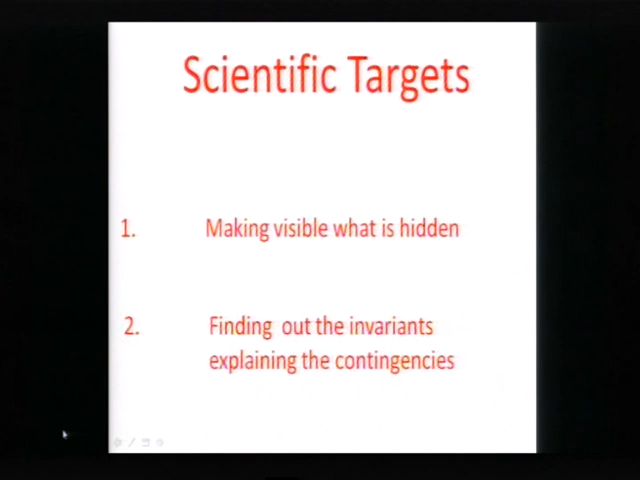 Scientific Targets
1. Making visible what is hidden
2. Finding out the invariants
explaining the contingencies